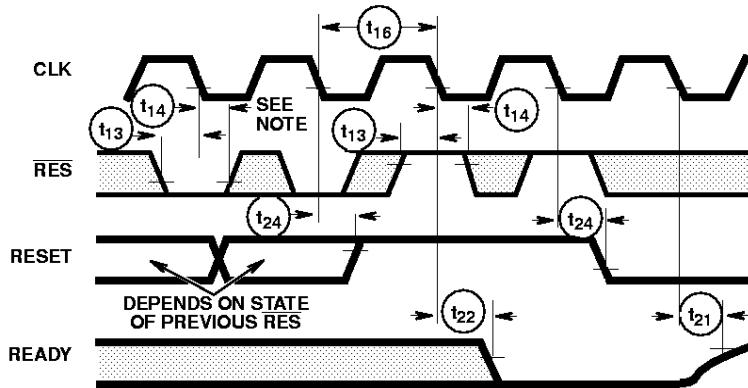 t16
CLK
t14
SEE
NOTE
t14
t13
t13
RES
t24
t24
RESET
DEPENDS ON STATE
OF PREVIOUS RES
t22
t21
READY